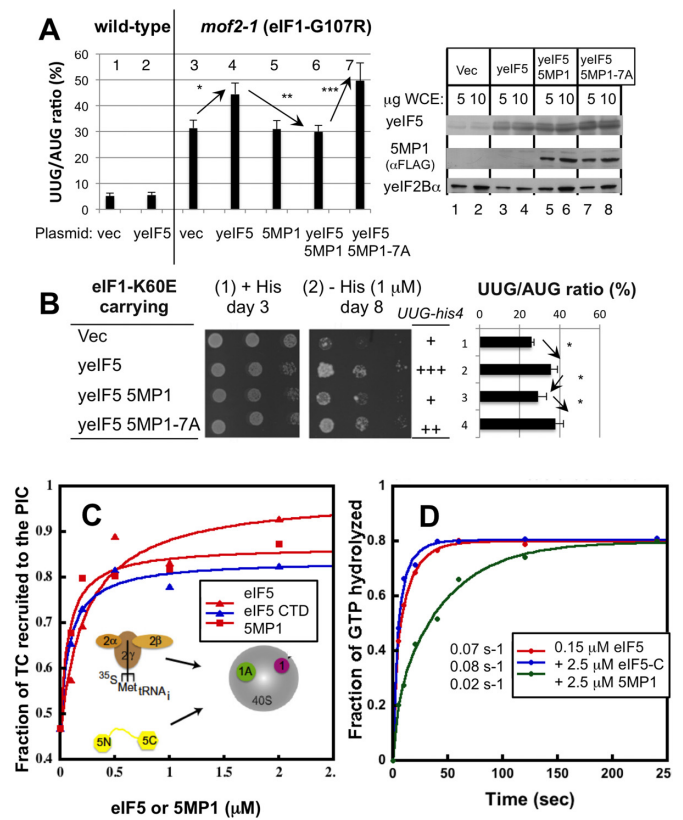 A
wild-type
mof2-1 (eIF1-G107R)
UUG/AUG ratio (%)
60
50
40
30
20
10
0
1 2 3 4 5 6 7
* ** ***
Plasmid: vec yeIF5 vec yeIF5 5MP1 yeIF5 yeIF5
5MP1 5MP1-7A
Vec yeIF5 yeIF5 yeIF5
5MP1 5MP1-7A
µg WCE: 5 10 5 10 5 10 5 10
yeIF5
5MP1
(αFLAG)
yeIF2Bα
1 2 3 4 5 6 7 8
B
eIF1-K60E
carrying
(1) + His
day 3
(2) - His (1 µM)
day 8
UUG-his4
UUG/AUG ratio (%)
0 20 40 60
Vec + 1
yeIF5 +++ 2
yeIF5 5MP1 + 3
yeIF5 5MP1-7A ++ 4
* * *
C
Fraction of TC recruited to the PIC
1
0.9
0.8
0.7
0.6
0.5
0.4
eIF5
eIF5 CTD
5MP1
2α 2β
2γ
35S Met tRNAi
1A 1
40S
5N 5C
0 0.5 1 1.5 2 2.
eIF5 or 5MP1 (µM)
D
Fraction of GTP hydrolyzed
1.0
0.8
0.6
0.4
0.2
0
0.07 s-1 0.15 µM eIF5
0.08 s-1 + 2.5 µM eIF5-C
0.02 s-1 + 2.5 µM 5MP1
0 50 100 150 200 25
Time (sec)